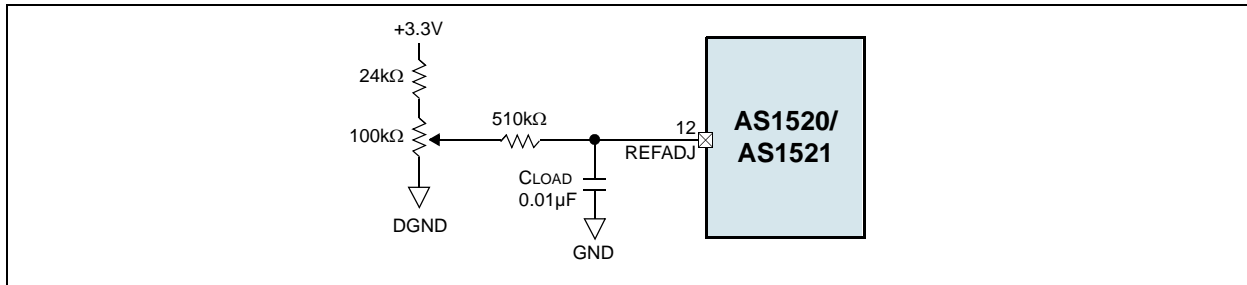 +3.3V
24kΩ
100kΩ
510kΩ
12
REFADJ
AS1520/
AS1521
CLOAD
0.01µF
DGND
GND